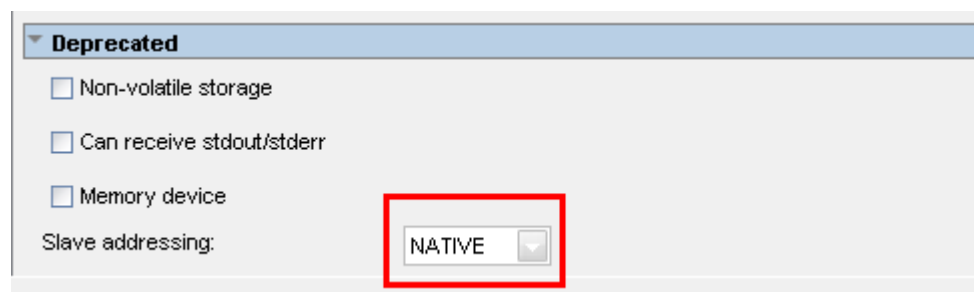 Deprecated
Non-volatile storage
Can receive stdout/stderr
Memory device
Slave addressing: NATIVE